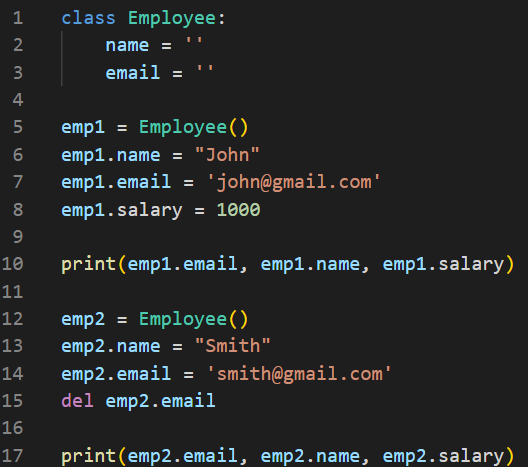 1 class Employee:
2     name = ''
3     email = ''
4
5 emp1 = Employee()
6 emp1.name = "John"
7 emp1.email = 'john@gmail.com'
8 emp1.salary = 1000
9
10 print(emp1.email, emp1.name, emp1.salary)
11
12 emp2 = Employee()
13 emp2.name = "Smith"
14 emp2.email = 'smith@gmail.com'
15 del emp2.email
16
17 print(emp2.email, emp2.name, emp2.salary)